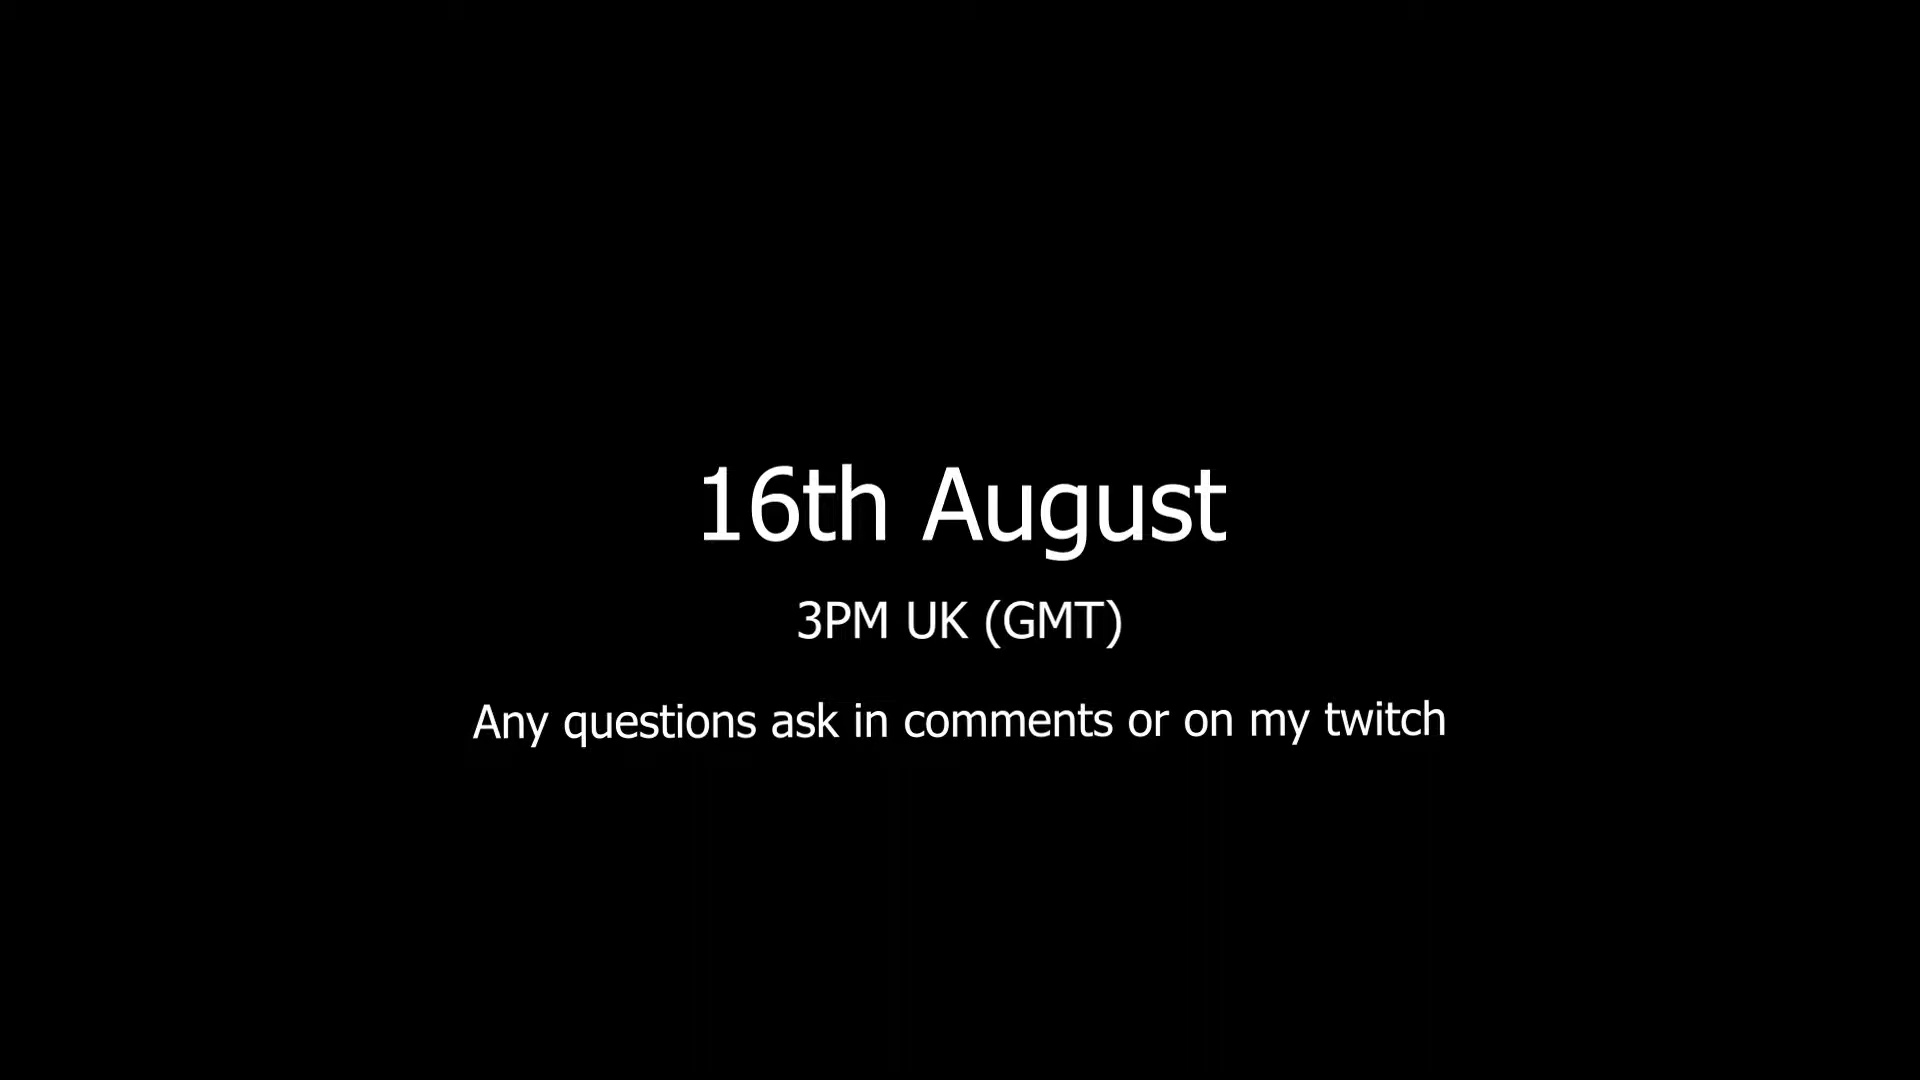 16th August
3PM UK (GMT)
Any questions ask in comments or on my twitch